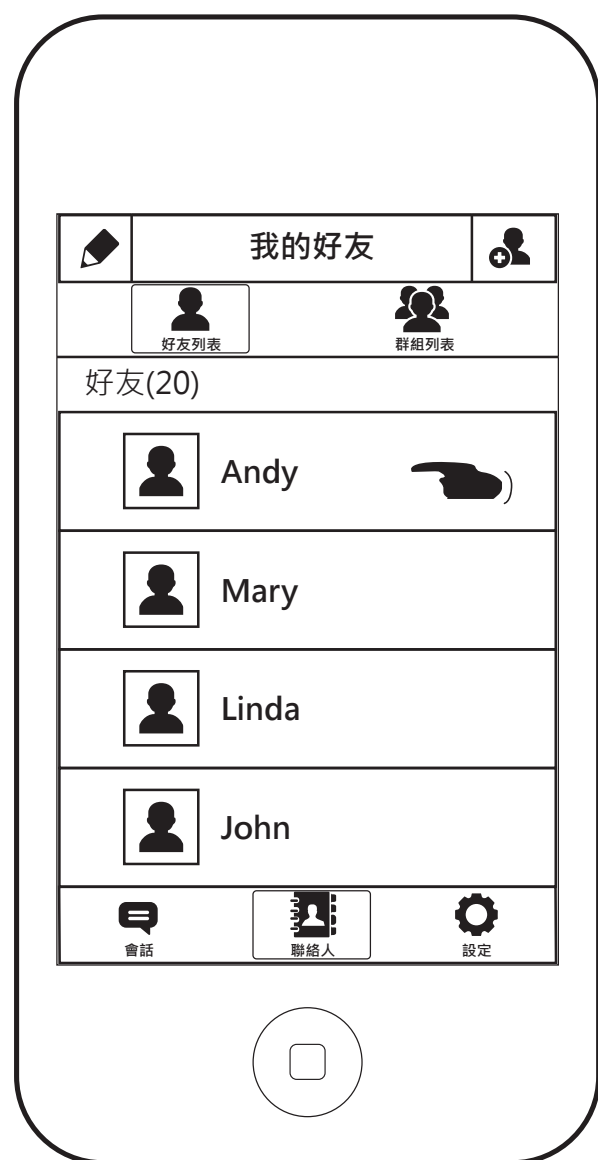 我的好友
好友列表 群組列表
好友(20)
Andy
Mary
Linda
John
會話 聯絡人 設定